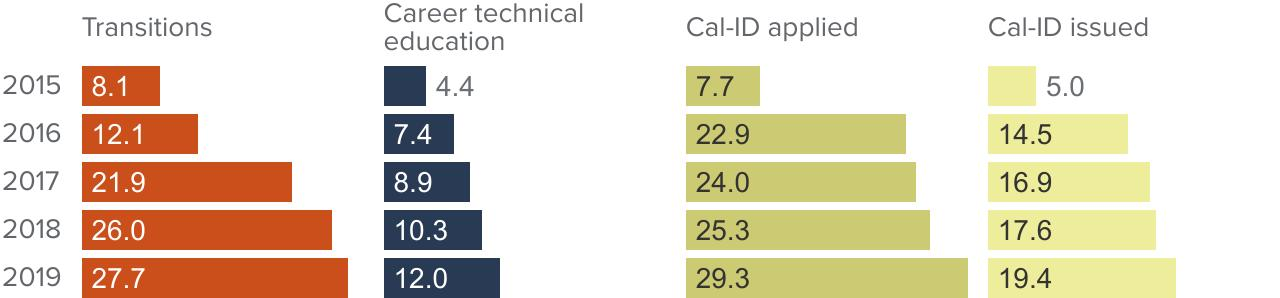 Transitions
Career technical
education
Cal-ID applied
Cal-ID issued
2015 8.1 4.4 7.7 5.0
2016 12.1 7.4 22.9 14.5
2017 21.9 8.9 24.0 16.9
2018 26.0 10.3 25.3 17.6
2019 27.7 12.0 29.3 19.4